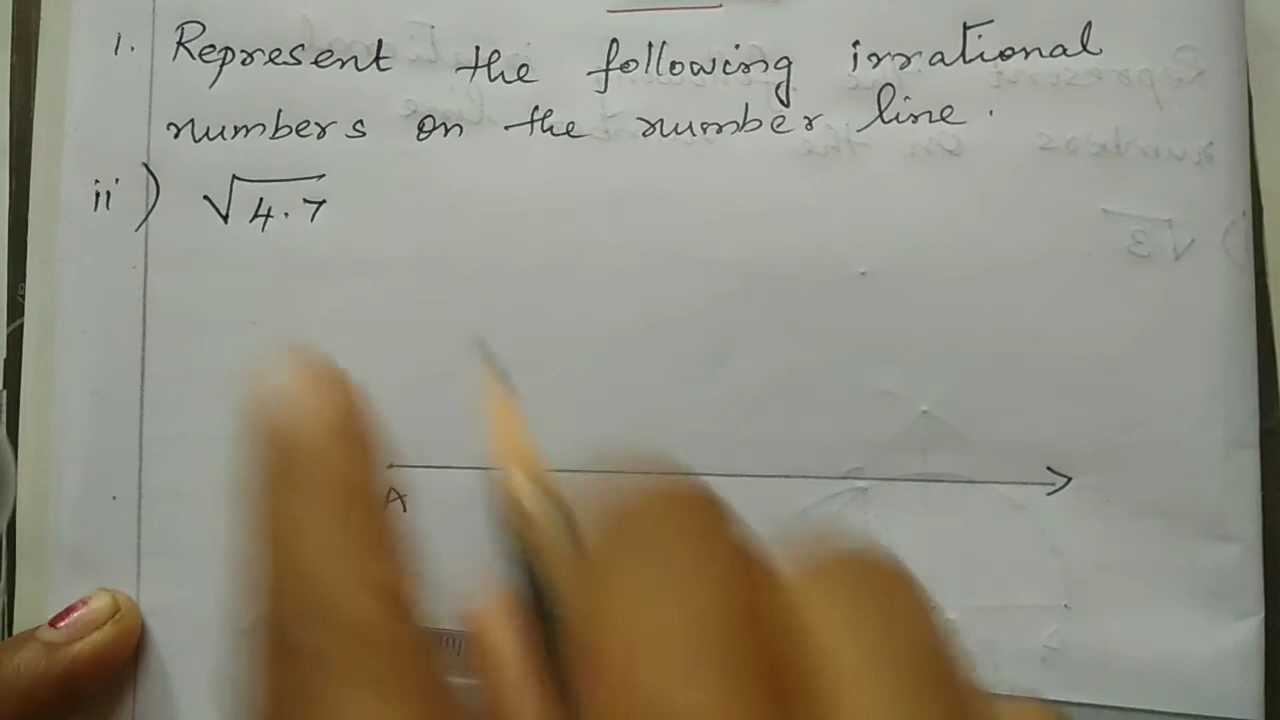 1. Represent the following irrational
numbers on the number line.
ii) √4.7
A